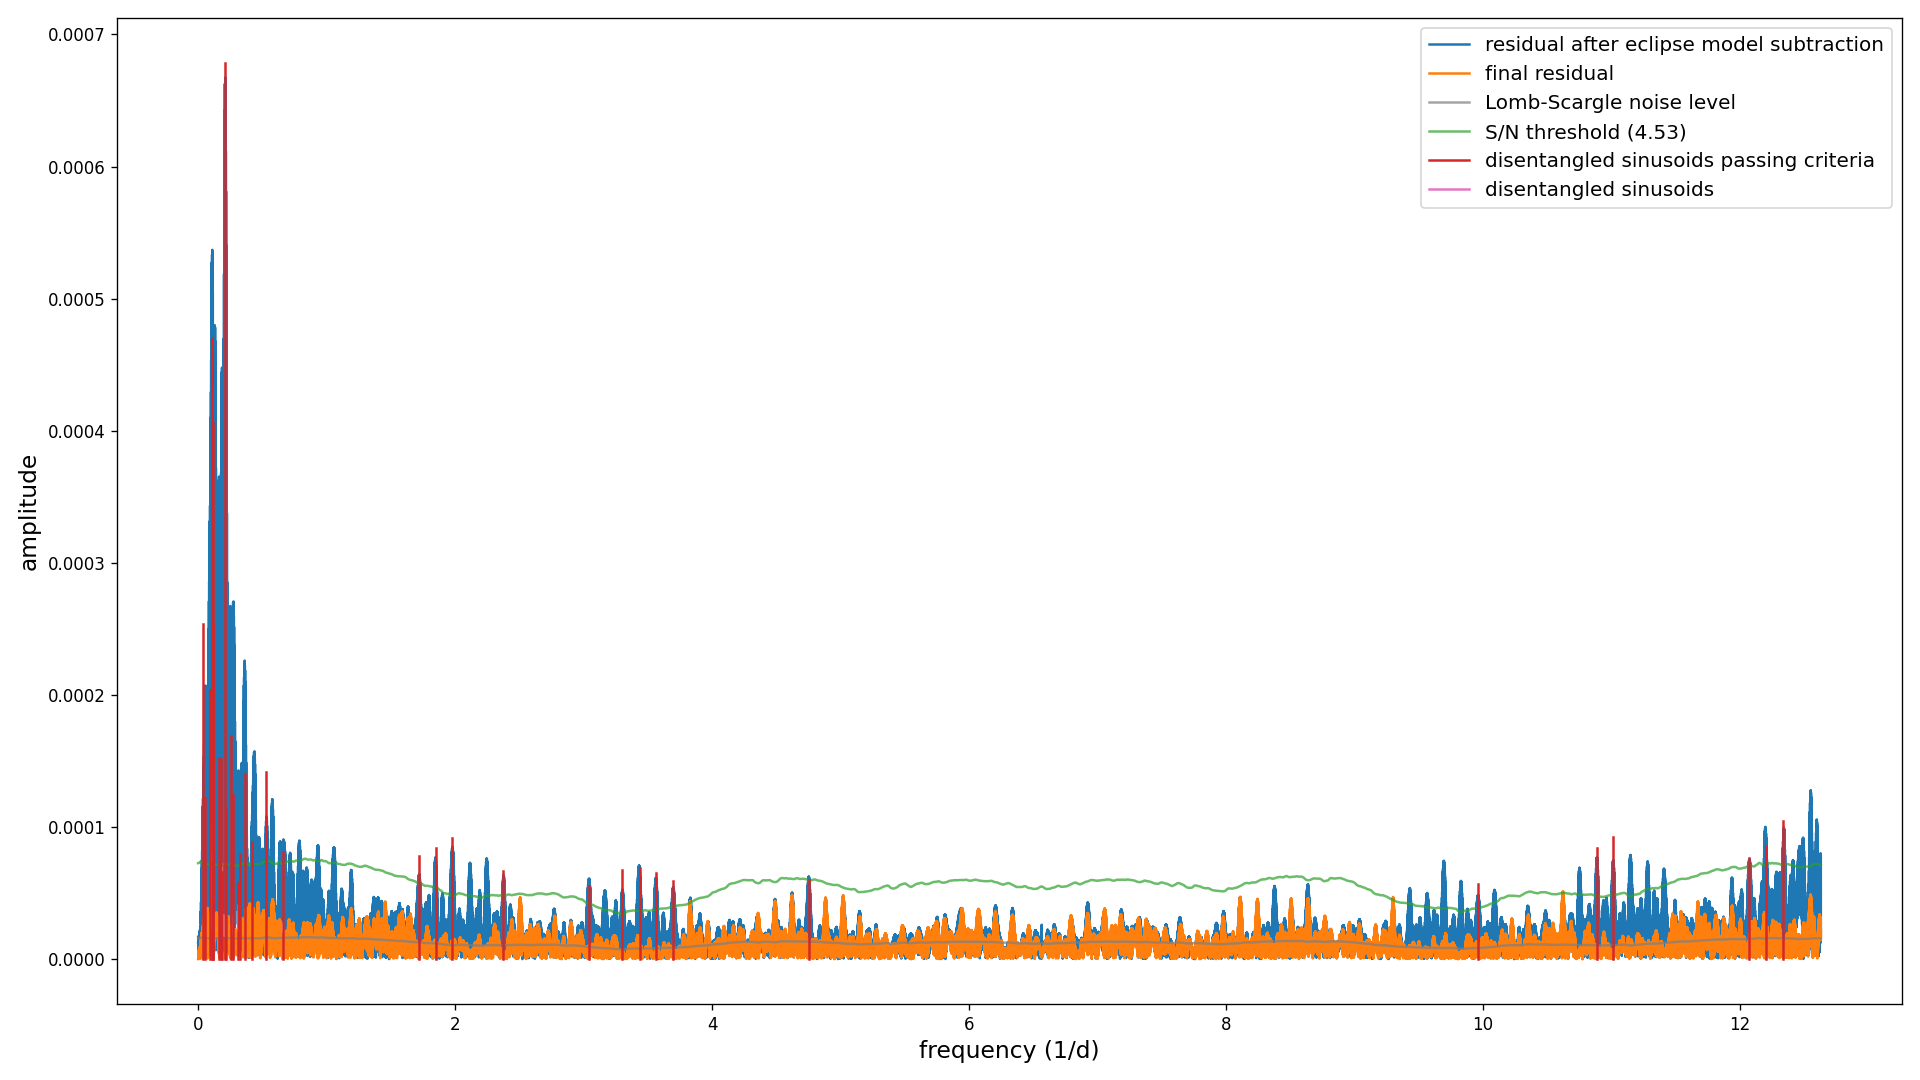 0.0007
0.0006
0.0005
0.0004
0.0003
0.0002
0.0001
0.0000
amplitude
0 2 4 6 8 10 12
frequency (1/d)
residual after eclipse model subtraction
final residual
Lomb-Scargle noise level
S/N threshold (4.53)
disentangled sinusoids passing criteria
disentangled sinusoids